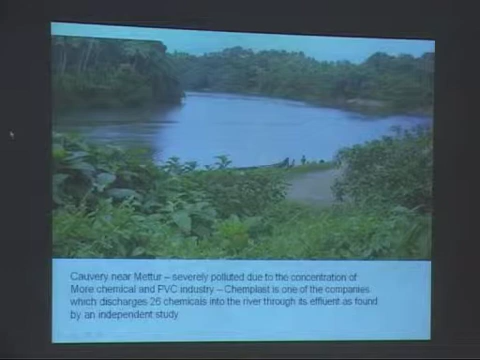 Cauvery near Mettur – severely polluted due to the concentration of
More chemical and PVC industry – Chemplast is one of the companies
which discharges 26 chemicals into the river through its effluent as found
by an independent study